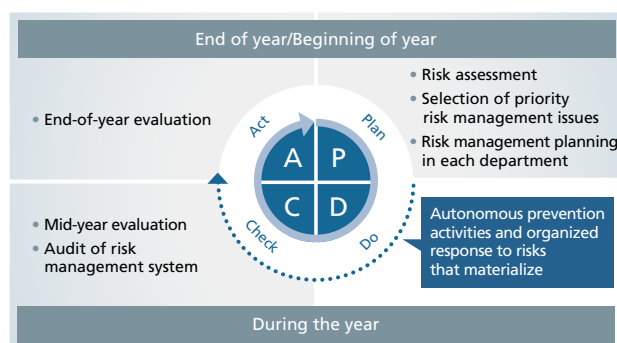 End of year/Beginning of year
• End-of-year evaluation
• Risk assessment
• Selection of priority
risk management issues
• Risk management planning
in each department
Act
Plan
A
P
C
D
Check
Do
• Mid-year evaluation
• Audit of risk
management system
Autonomous prevention
activities and organized
response to risks
that materialize
During the year